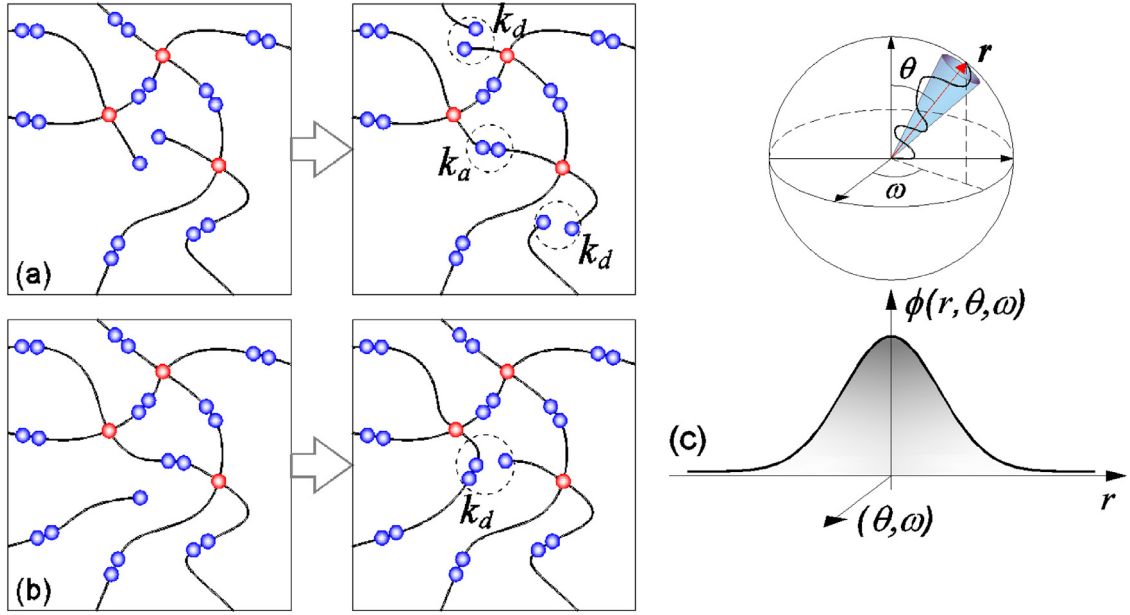 k_d
k_a
k_d
(a)
k_d
(b)
θ
r
ω
ϕ(r, θ, ω)
(c)
r
(θ, ω)